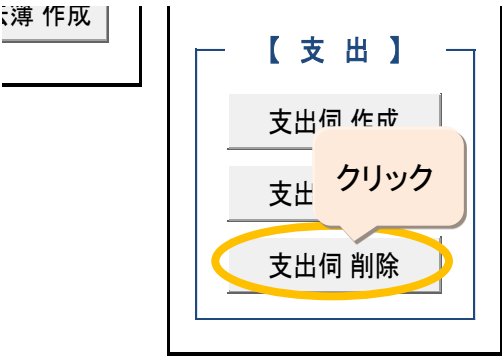 簿 作成
【 支 出 】
支出伺 作成
クリック
支出
支出伺 削除